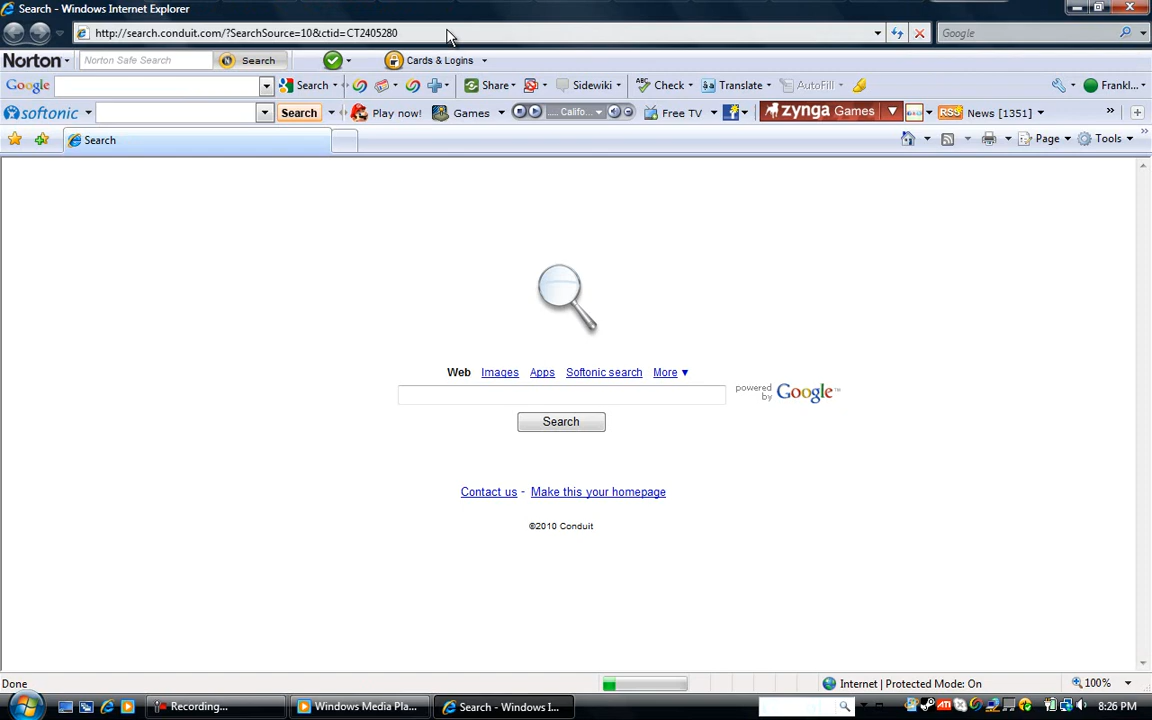 Search - Windows Internet Explorer
http://search.conduit.com/?SearchSource=10&ctid=CT2405280
Google
Norton
Norton Safe Search
Search
Cards & Logins
Google
Search
Share
Sidewiki
Check
Translate
AutoFill
Frankl...
softonic
Search
Play now!
Games
.... Califo...
Free TV
zynga Games
RSS
News [1351]
Search
Page
Tools
Web Images Apps Softonic search More ▼
powered by Google™
Search
Contact us - Make this your homepage
©2010 Conduit
Done
Internet | Protected Mode: On
100%
Recording...
Windows Media Pla...
Search - Windows I...
8:26 PM